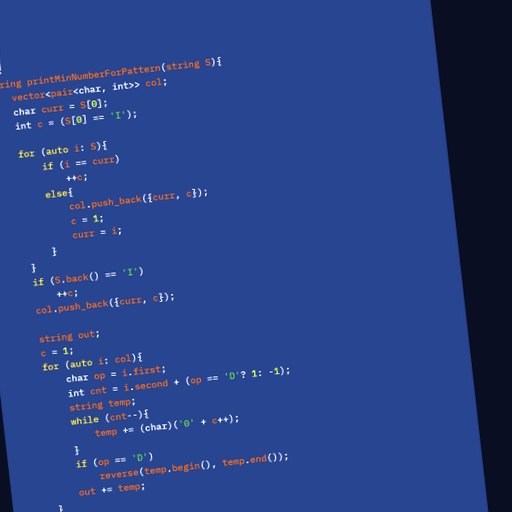 {
ring printMinNumberForPattern(string S){
vector<pair<char, int>> col;
char curr = S[0];
int c = (S[0] == 'I');
for (auto i: S){
if (i == curr)
++c;
else{
col.push_back({curr, c});
c = 1;
curr = i;
}
}
if (S.back() == 'I')
++c;
col.push_back({curr, c});
string out;
c = 1;
for (auto i: col){
char op = i.first;
int cnt = i.second + (op == 'D'? 1: -1);
string temp;
while (cnt--){
temp += (char)('0' + c++);
}
if (op == 'D')
reverse(temp.begin(), temp.end());
out += temp;
}